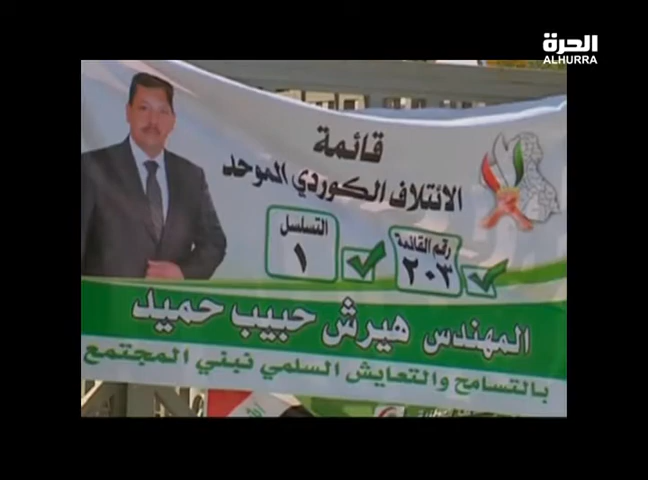 الحرة
ALHURRA
قائمة
الائتلاف الكوردي الموحد
رقم القائمة
٢٠٣
التسلسل
١
المهندس هيرش حبيب حميد
بالتسامح والتعايش السلمي نبني المجتمع